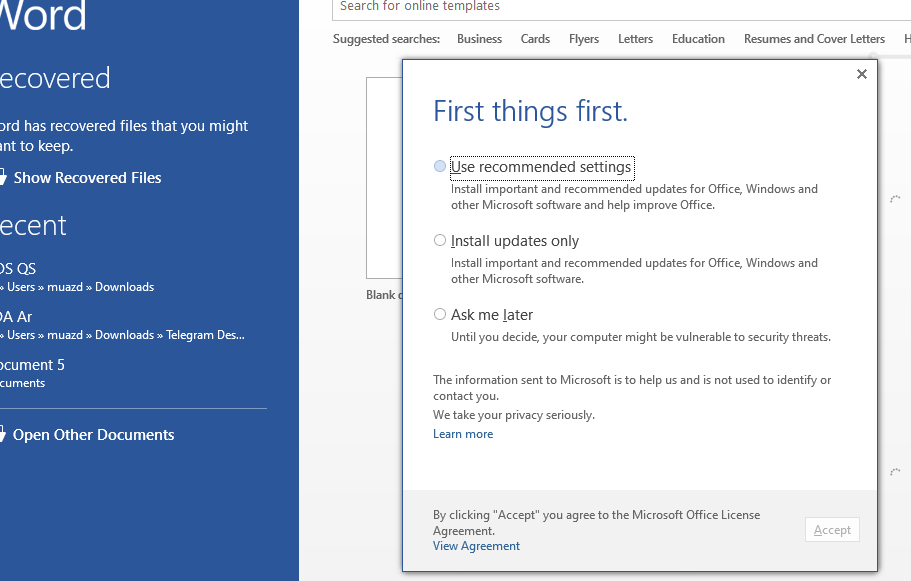 Word
Search for online templates
Suggested searches: Business Cards Flyers Letters Education Resumes and Cover Letters H
ecovered
ord has recovered files that you might
ant to keep.
Show Recovered Files
ecent
OS QS
» Users » muazd » Downloads
OA Ar
» Users » muazd » Downloads » Telegram Des...
ocument 5
cuments
Open Other Documents
Blank
First things first.
Use recommended settings
Install important and recommended updates for Office, Windows and
other Microsoft software and help improve Office.
Install updates only
Install important and recommended updates for Office, Windows and
other Microsoft software.
Ask me later
Until you decide, your computer might be vulnerable to security threats.
The information sent to Microsoft is to help us and is not used to identify or
contact you.
We take your privacy seriously.
Learn more
By clicking "Accept" you agree to the Microsoft Office License
Agreement.
View Agreement
Accept